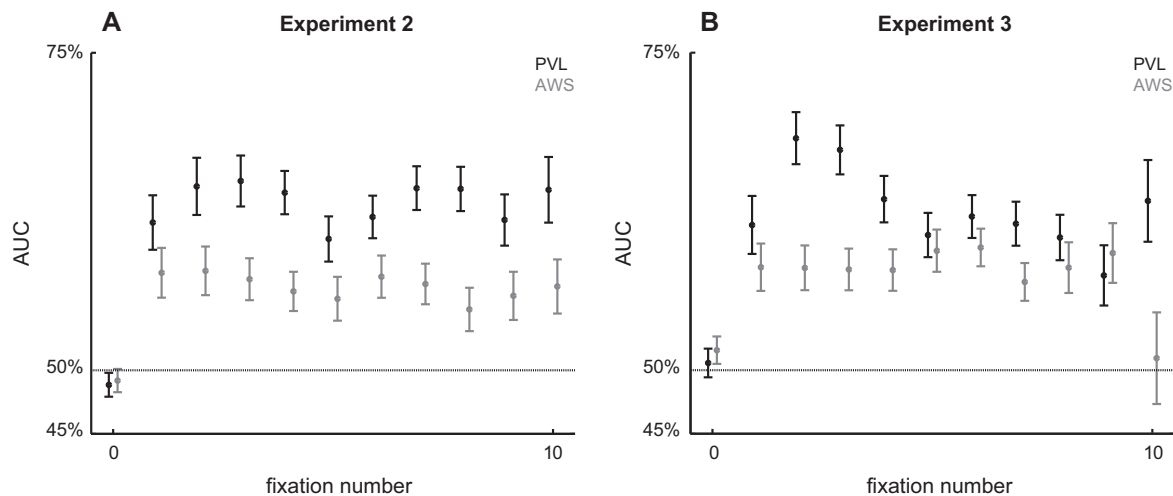 A
Experiment 2
75%
PVL
AWS
AUC
50%
45%
0
10
fixation number
B
Experiment 3
75%
PVL
AWS
AUC
50%
45%
0
10
fixation number